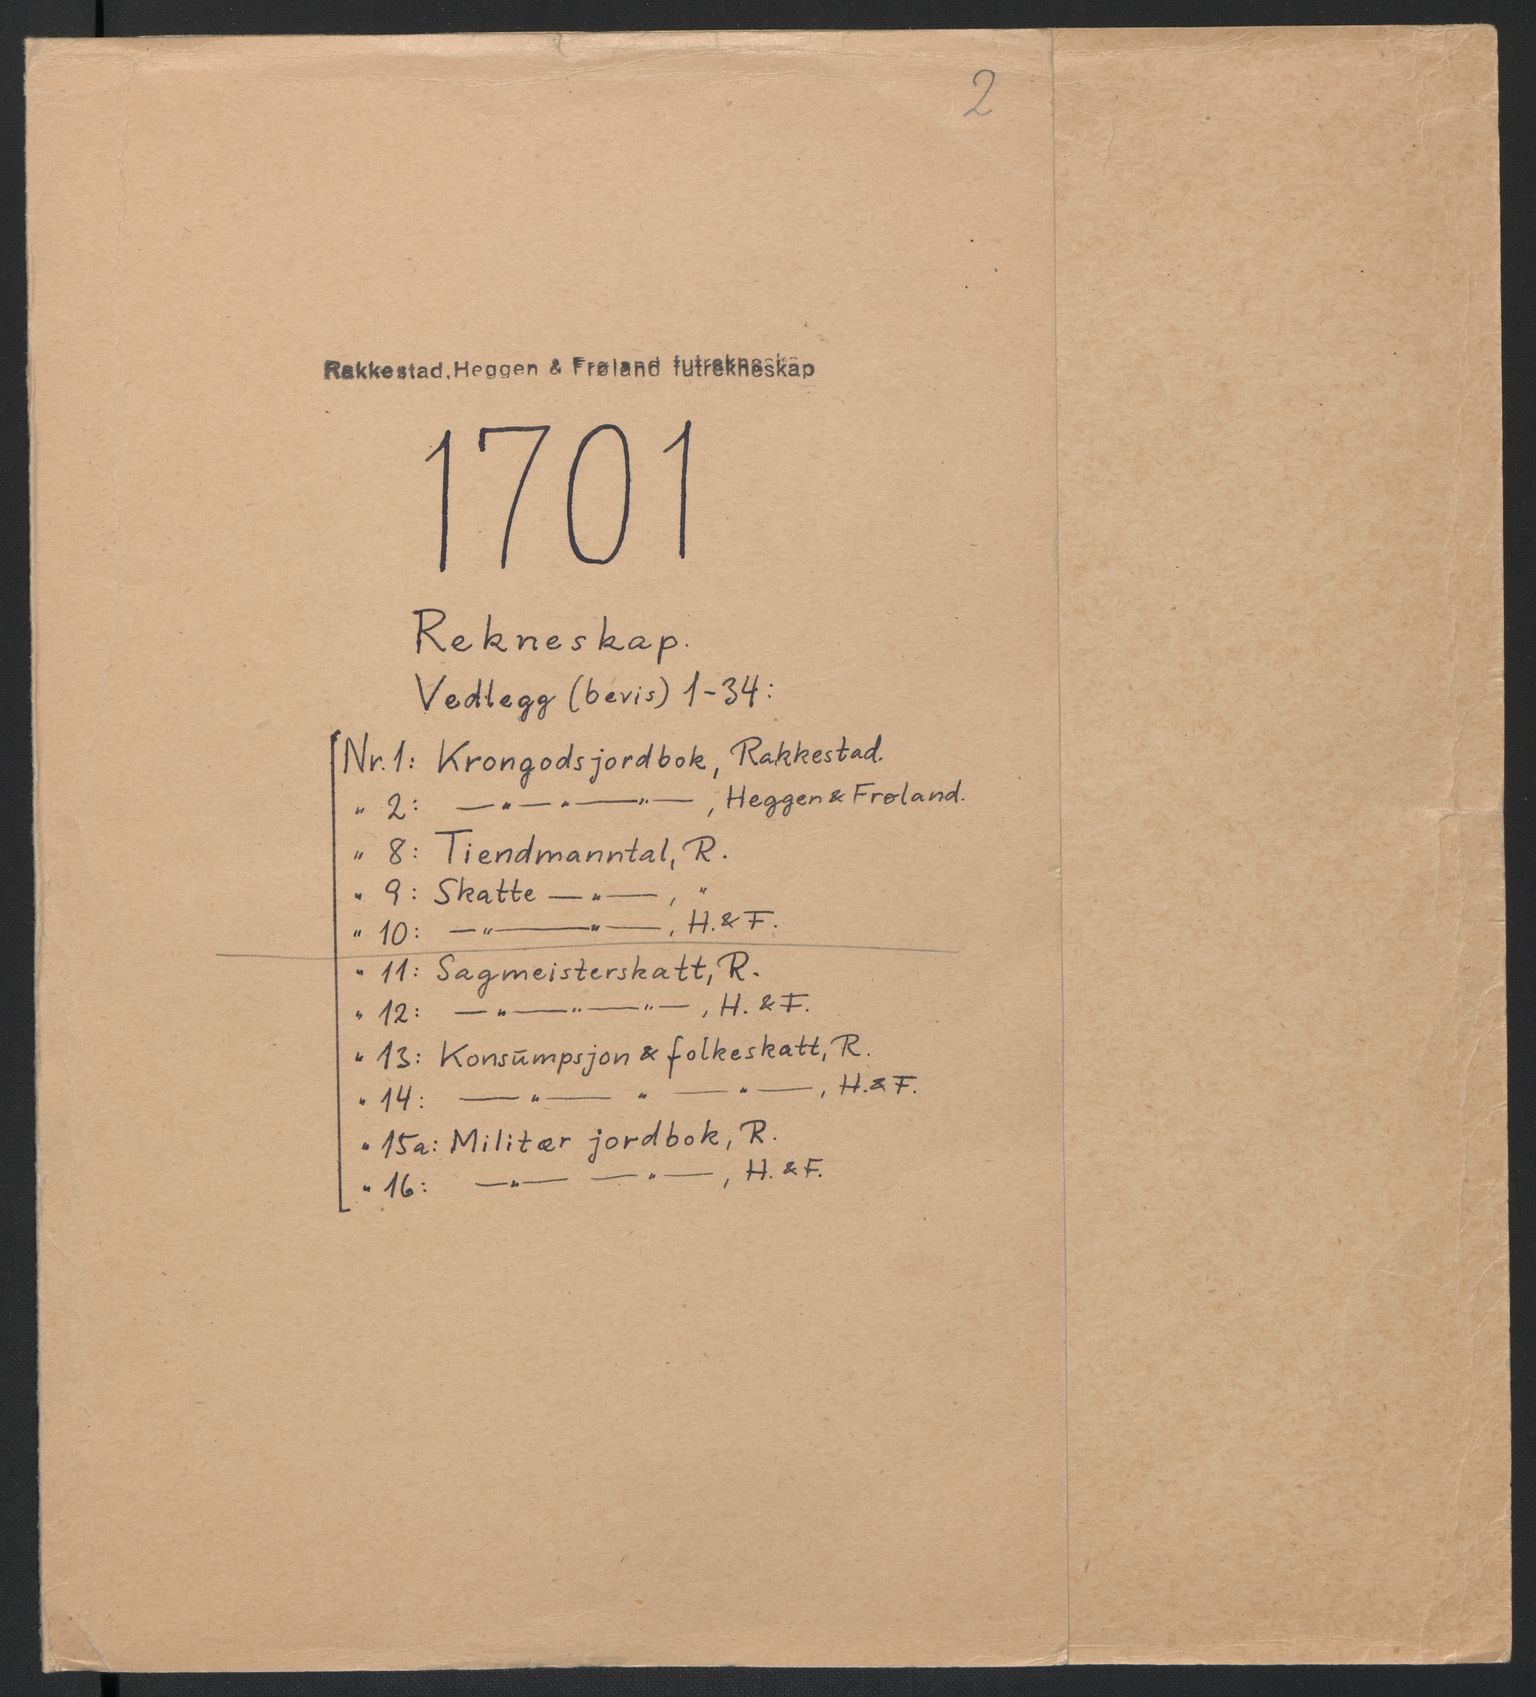 2
Rakkestad, Heggen & Frøland futrekneskap
1701
Rekneskap.
Vedlegg (bevis) 1-34:
Nr. 1: Krongodsjordbok, Rakkestad.
" 2: —"—"—"—, Heggen & Frøland.
" 8: Tiendmanntal, R.
" 9: Skatte —"—, "
" 10: —"—"—, H. & F.
" 11: Sagmeisterskatt, R.
" 12: —"—"—"—, H. & F.
" 13: Konsumpsjon & folkeskatt, R.
" 14: —"— " —"—, H. & F.
" 15a: Militær jordbok, R.
" 16: —"— —"—, H. & F.